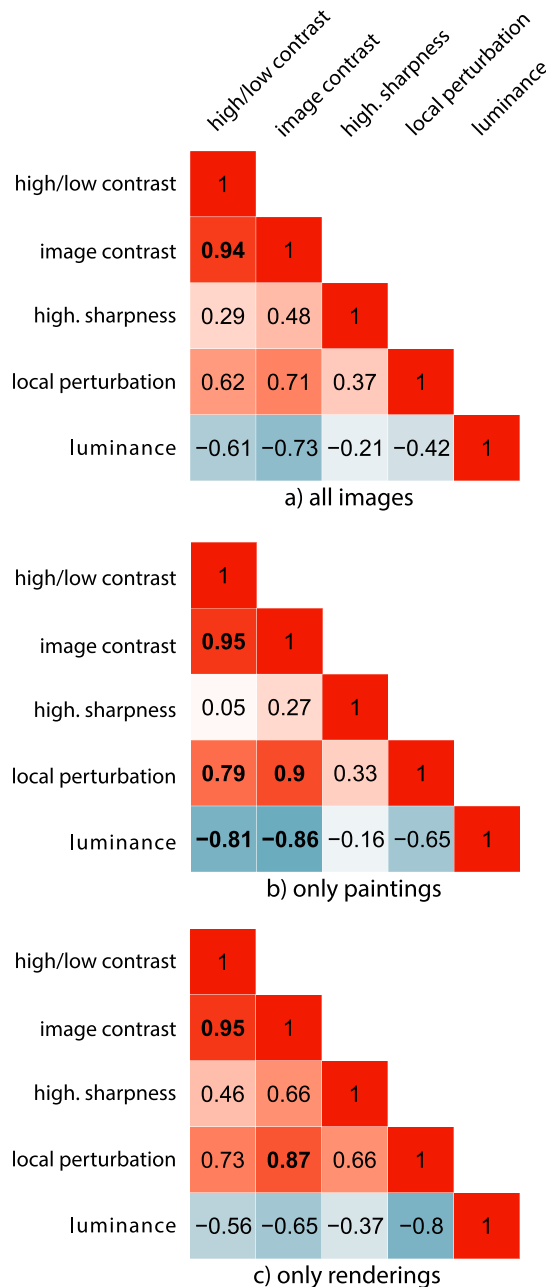 high/low contrast
image contrast
high. sharpness
local perturbation
luminance
high/low contrast 1
image contrast 0.94 1
high. sharpness 0.29 0.48 1
local perturbation 0.62 0.71 0.37 1
luminance −0.61 −0.73 −0.21 −0.42 1
a) all images
high/low contrast 1
image contrast 0.95 1
high. sharpness 0.05 0.27 1
local perturbation 0.79 0.9 0.33 1
luminance −0.81 −0.86 −0.16 −0.65 1
b) only paintings
high/low contrast 1
image contrast 0.95 1
high. sharpness 0.46 0.66 1
local perturbation 0.73 0.87 0.66 1
luminance −0.56 −0.65 −0.37 −0.8 1
c) only renderings